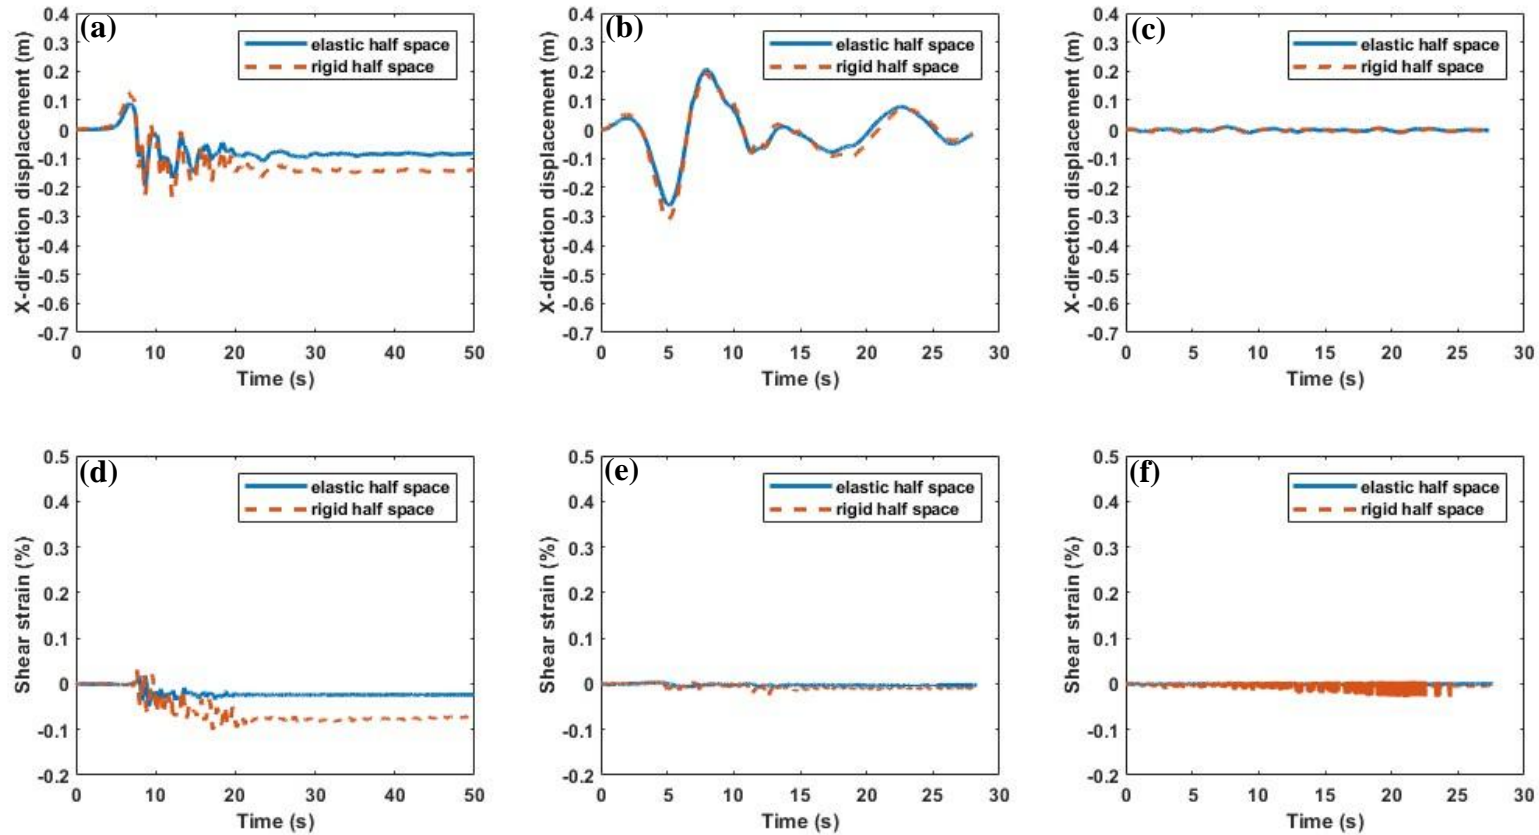 (a)
X-direction displacement (m)
0.4
0.3
0.2
0.1
0
-0.1
-0.2
-0.3
-0.4
-0.5
-0.6
-0.7
elastic half space
rigid half space
0 10 20 30 40 50
Time (s)
(b)
X-direction displacement (m)
0.4
0.3
0.2
0.1
0
-0.1
-0.2
-0.3
-0.4
-0.5
-0.6
-0.7
elastic half space
rigid half space
0 5 10 15 20 25 30
Time (s)
(c)
X-direction displacement (m)
0.4
0.3
0.2
0.1
0
-0.1
-0.2
-0.3
-0.4
-0.5
-0.6
-0.7
elastic half space
rigid half space
0 5 10 15 20 25 30
Time (s)
(d)
Shear strain (%)
0.5
0.4
0.3
0.2
0.1
0
-0.1
-0.2
elastic half space
rigid half space
0 10 20 30 40 50
Time (s)
(e)
Shear strain (%)
0.5
0.4
0.3
0.2
0.1
0
-0.1
-0.2
elastic half space
rigid half space
0 5 10 15 20 25 30
Time (s)
(f)
Shear strain (%)
0.5
0.4
0.3
0.2
0.1
0
-0.1
-0.2
elastic half space
rigid half space
0 5 10 15 20 25 30
Time (s)